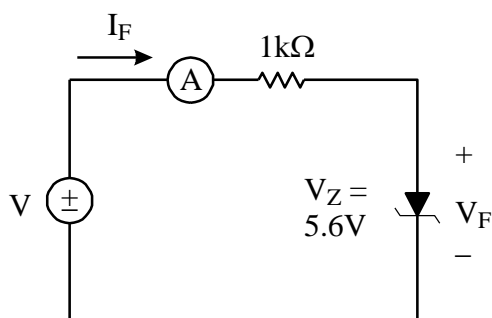 I_F
A
1kΩ
V
±
V_Z =
5.6V
+
V_F
–